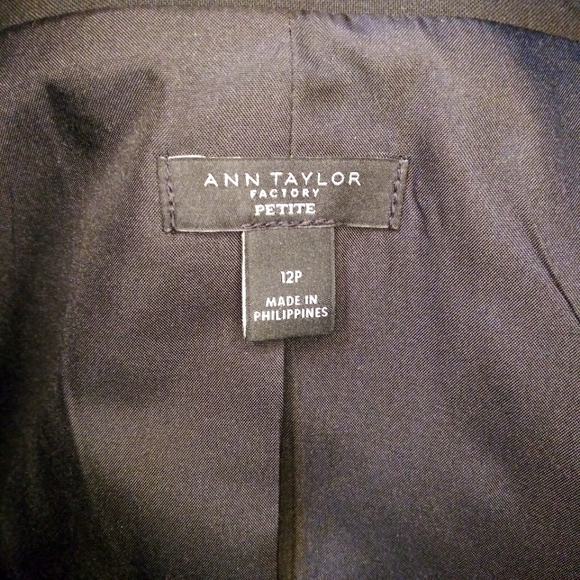 ANN TAYLOR
FACTORY
PETITE
12P
MADE IN
PHILIPPINES